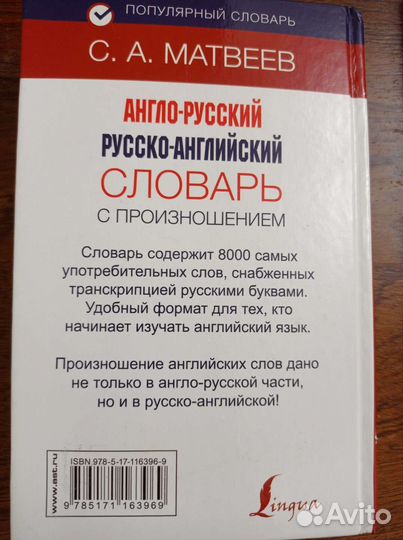 ПОПУЛЯРНЫЙ СЛОВАРЬ
С. А. МАТВЕЕВ
АНГЛО-РУССКИЙ
РУССКО-АНГЛИЙСКИЙ
СЛОВАРЬ
С ПРОИЗНОШЕНИЕМ
Словарь содержит 8000 самых
употребительных слов, снабженных
транскрипцией русскими буквами.
Удобный формат для тех, кто
начинает изучать английский язык.
Произношение английских слов дано
не только в англо-русской части,
но и в русско-английской!
www.ast.ru
ISBN 978-5-17-116396-9
9 785171 163969
Lingua
Avito